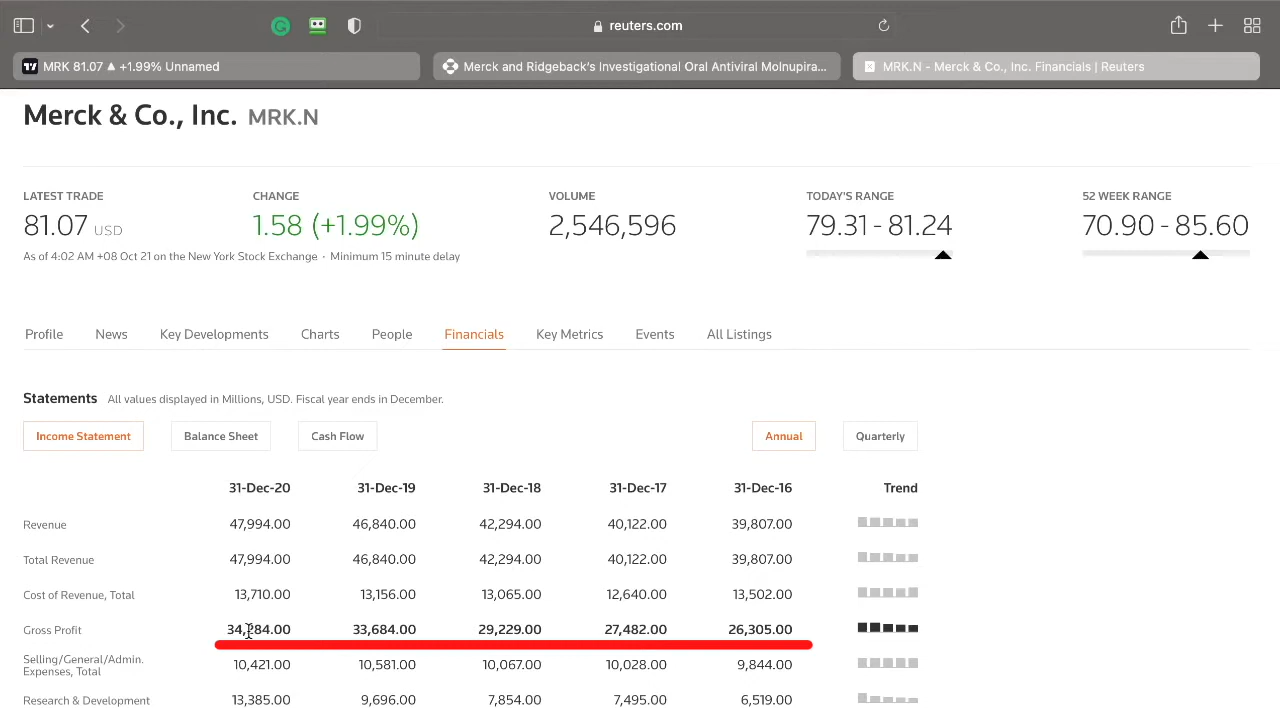 reuters.com
MRK 81.07 ▲ +1.99% Unnamed
Merck and Ridgeback's Investigational Oral Antiviral Molnupira...
MRK.N - Merck & Co., Inc. Financials | Reuters
Merck & Co., Inc. MRK.N
LATEST TRADE CHANGE VOLUME TODAY'S RANGE 52 WEEK RANGE
81.07 USD 1.58 (+1.99%) 2,546,596 79.31 - 81.24 70.90 - 85.60
As of 4:02 AM +08 Oct 21 on the New York Stock Exchange · Minimum 15 minute delay
Profile News Key Developments Charts People Financials Key Metrics Events All Listings
Statements All values displayed in Millions, USD. Fiscal year ends in December.
Income Statement Balance Sheet Cash Flow Annual Quarterly
31-Dec-20 31-Dec-19 31-Dec-18 31-Dec-17 31-Dec-16 Trend
Revenue 47,994.00 46,840.00 42,294.00 40,122.00 39,807.00
Total Revenue 47,994.00 46,840.00 42,294.00 40,122.00 39,807.00
Cost of Revenue, Total 13,710.00 13,156.00 13,065.00 12,640.00 13,502.00
Gross Profit 34,284.00 33,684.00 29,229.00 27,482.00 26,305.00
Selling/General/Admin.
Expenses, Total 10,421.00 10,581.00 10,067.00 10,028.00 9,844.00
Research & Development 13,385.00 9,696.00 7,854.00 7,495.00 6,519.00